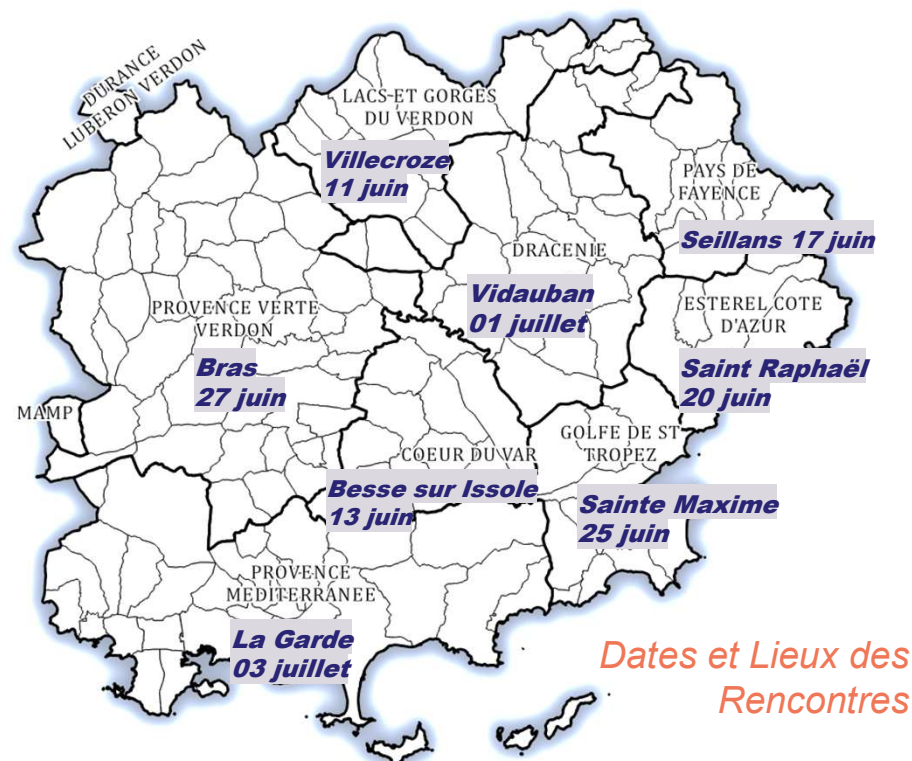 DURANCE
LUBERON VERDON
LACS ET GORGES
DU VERDON
Villecroze
11 juin
PAYS DE
FAYENCE
Seillans 17 juin
DRACENIE
Vidauban
01 juillet
PROVENCE VERTE
VERDON
Bras
27 juin
ESTEREL COTE
D'AZUR
Saint Raphaël
20 juin
MAMP
COEUR DU VAR
Besse sur Issole
13 juin
GOLFE DE ST
TROPEZ
Sainte Maxime
25 juin
PROVENCE
MEDITERRANEE
La Garde
03 juillet
Dates et Lieux des
Rencontres